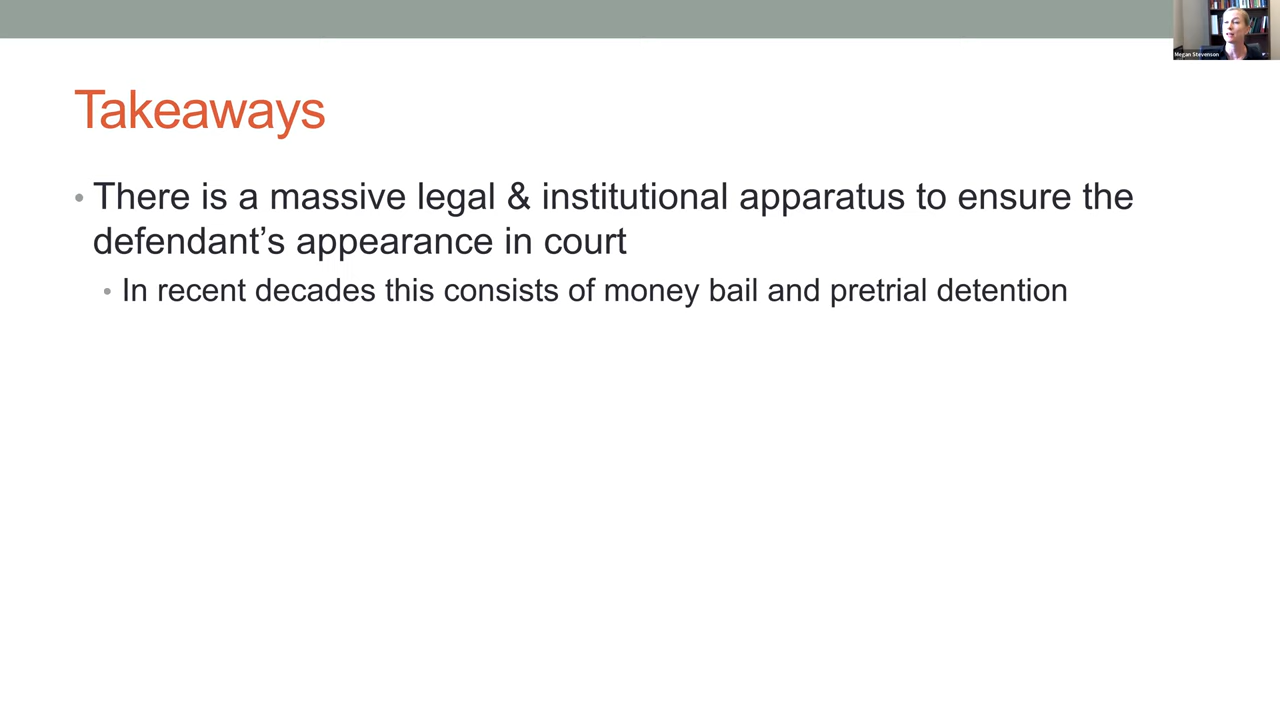 Megan Stevenson
Takeaways
• There is a massive legal & institutional apparatus to ensure the
defendant’s appearance in court
• In recent decades this consists of money bail and pretrial detention